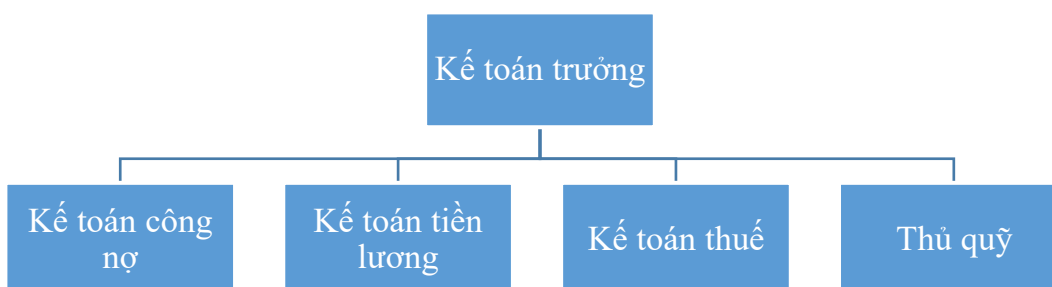 Kế toán trưởng
Kế toán công
nợ
Kế toán tiền
lương
Kế toán thuế
Thủ quỹ